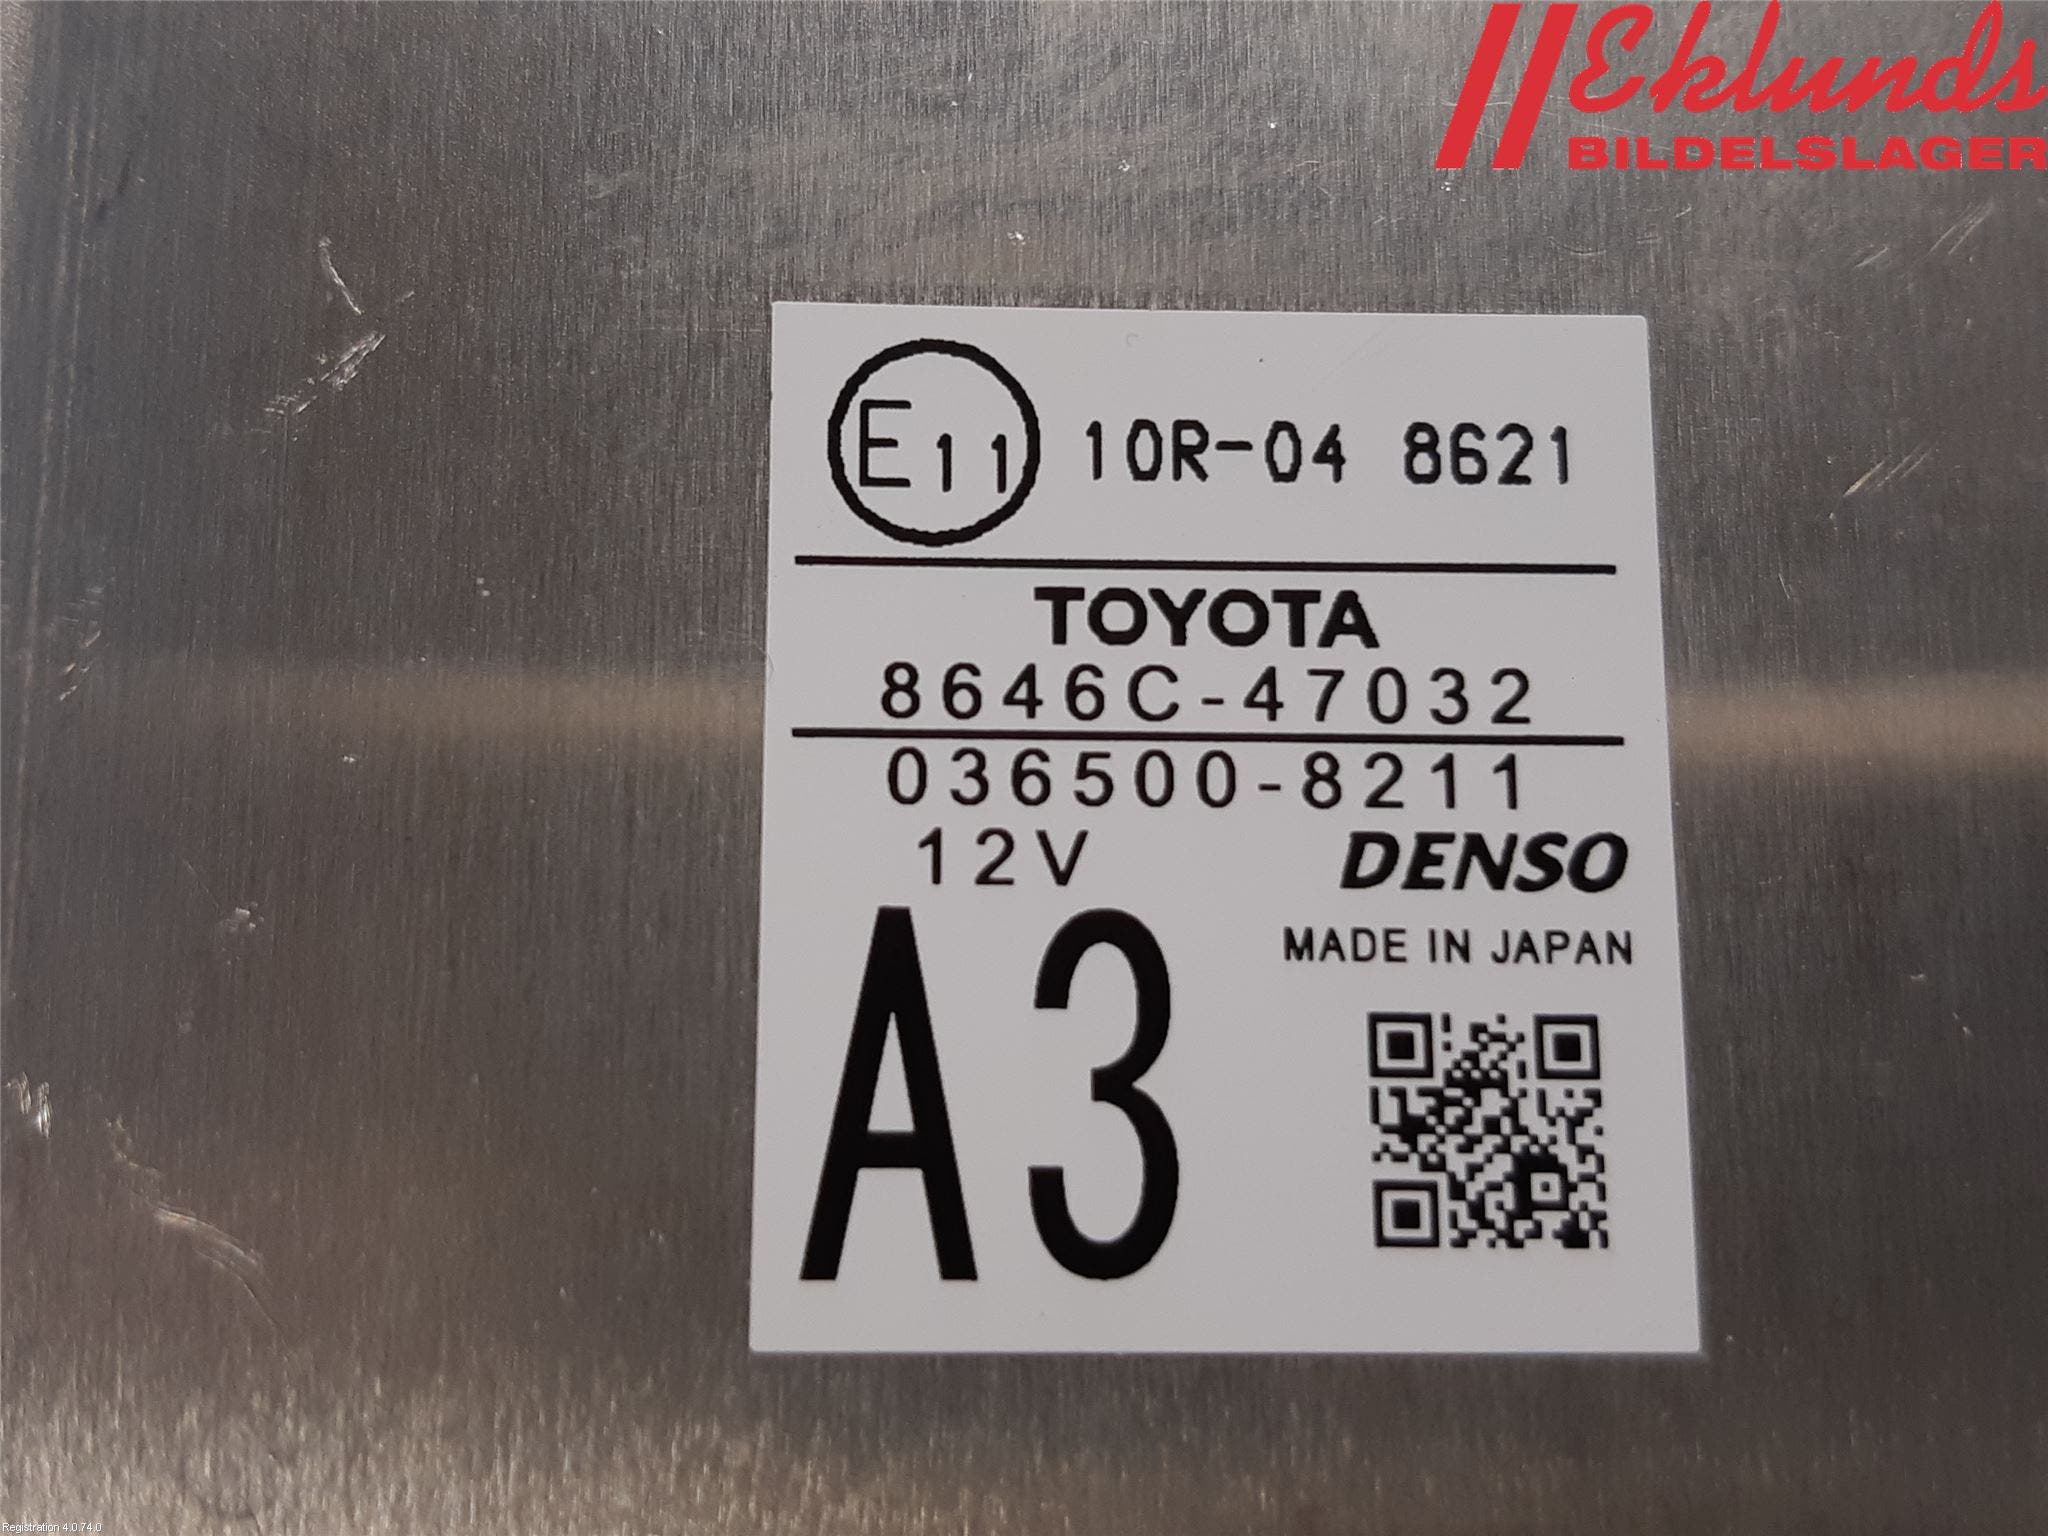 Eklunds
BILDELSLAGER
E11 10R-04 8621
TOYOTA
8646C-47032
036500-8211
12V DENSO
MADE IN JAPAN
A3
Registration 4.0.74.0